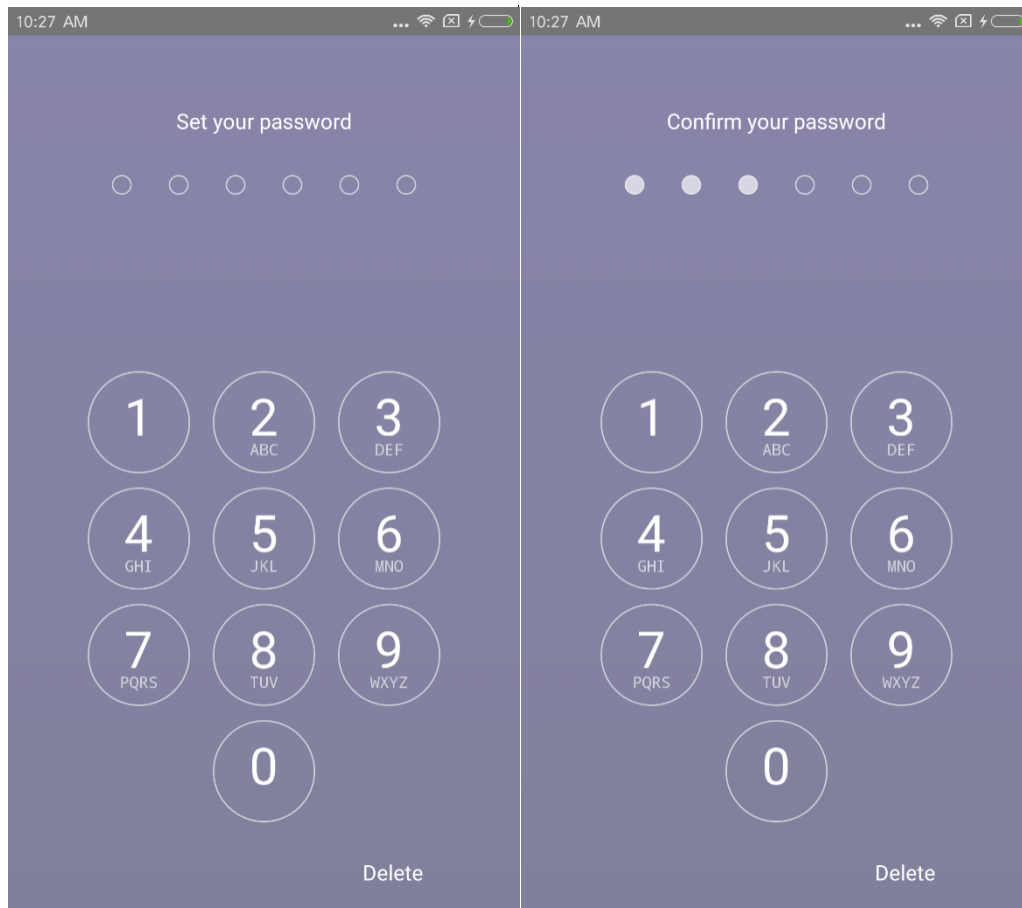 10:27 AM
Set your password
1
2
ABC
3
DEF
4
GHI
5
JKL
6
MNO
7
PQRS
8
TUV
9
WXYZ
0
Delete
10:27 AM
Confirm your password
1
2
ABC
3
DEF
4
GHI
5
JKL
6
MNO
7
PQRS
8
TUV
9
WXYZ
0
Delete